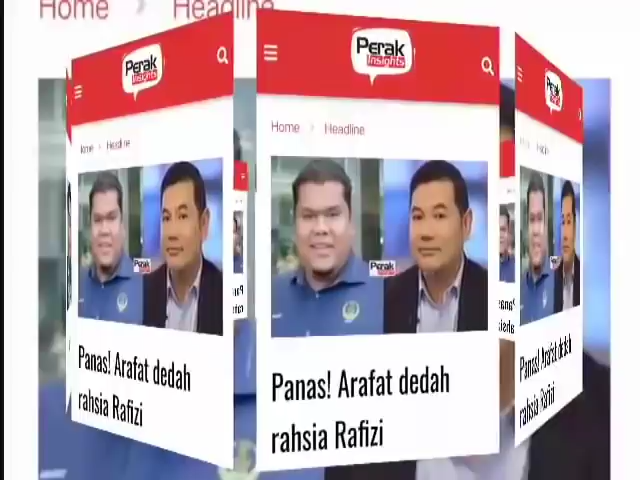 Home > Headline
Perak
Insights
Home > Headline
Perak
Panas! Arafat dedah
rahsia Rafizi
Perak
Insights
Home > Headline
Perak
Panas! Arafat dedah
rahsia Rafizi
Panas! Arafat dedah
rahsia Rafizi